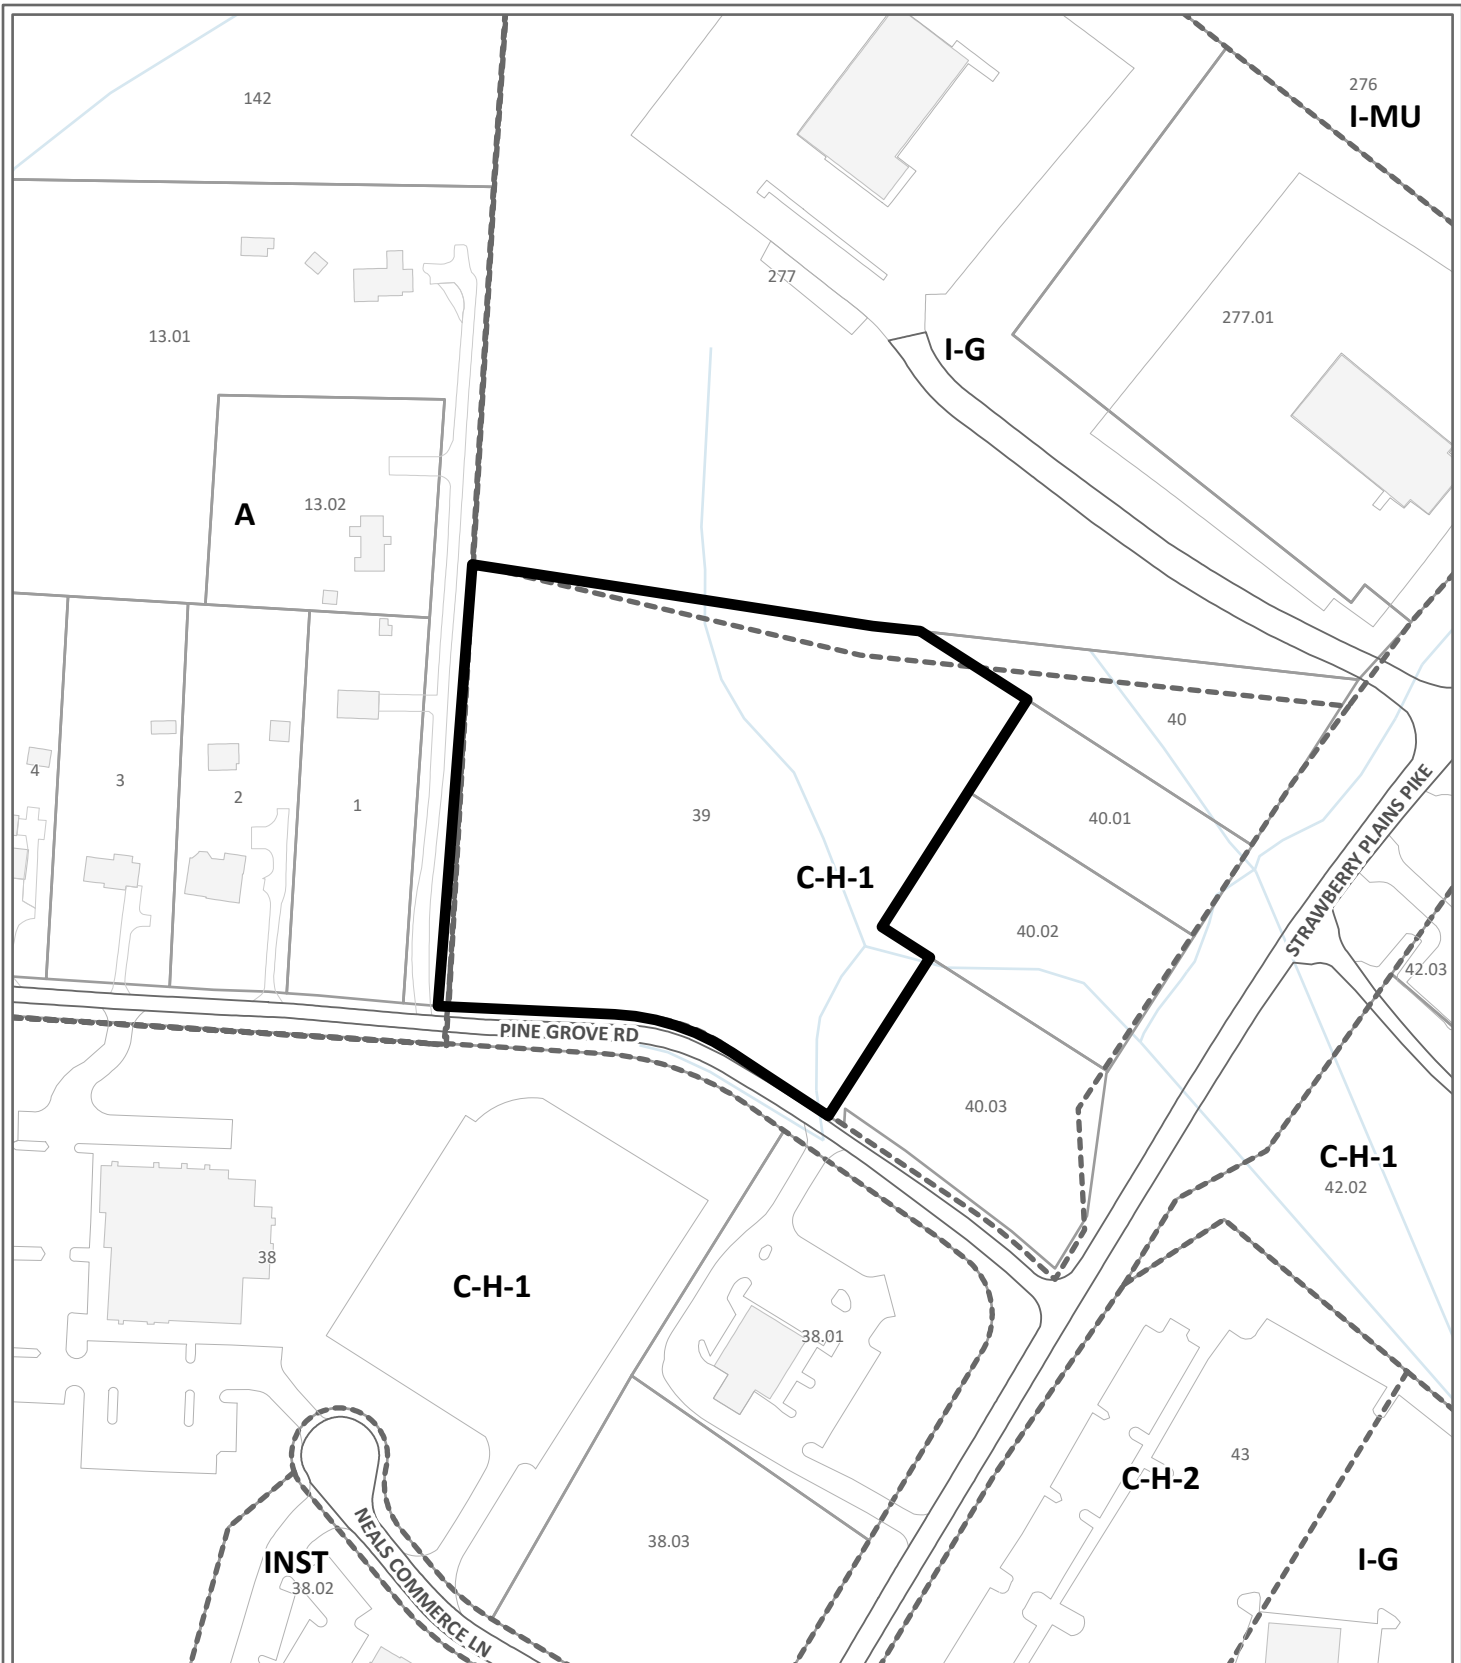 276
142
I-MU
277
277.01
13.01
I-G
13.02
A
40
4
3
2
1
39
40.01
STRAWBERRY PLAINS PIKE
C-H-1
40.02
42.03
PINE GROVE RD
40.03
C-H-1
42.02
38
C-H-1
38.01
43
C-H-2
NEALS COMMERCE LN
38.03
INST
38.02
I-G